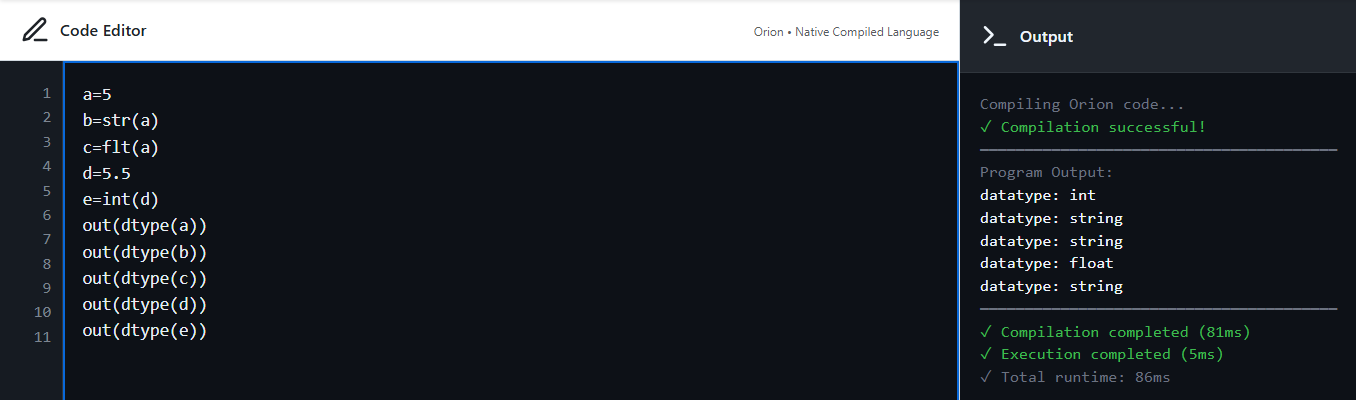 Code Editor
Orion • Native Compiled Language
1
2
3
4
5
6
7
8
9
10
11
a=5
b=str(a)
c=flt(a)
d=5.5
e=int(d)
out(dtype(a))
out(dtype(b))
out(dtype(c))
out(dtype(d))
out(dtype(e))
Output
Compiling Orion code...
✓ Compilation successful!
Program Output:
datatype: int
datatype: string
datatype: string
datatype: float
datatype: string
✓ Compilation completed (81ms)
✓ Execution completed (5ms)
✓ Total runtime: 86ms